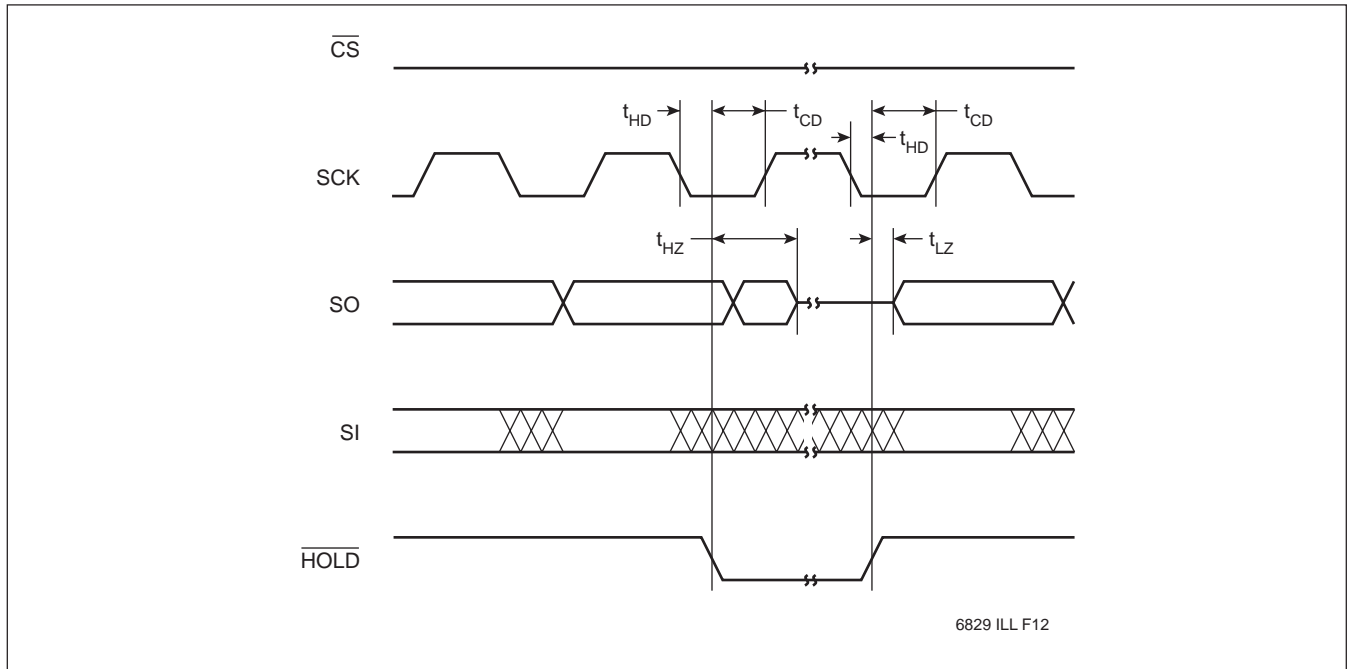 CS
tHD
tCD
tHD
tCD
SCK
tHZ
tLZ
SO
SI
HOLD
6829 ILL F12